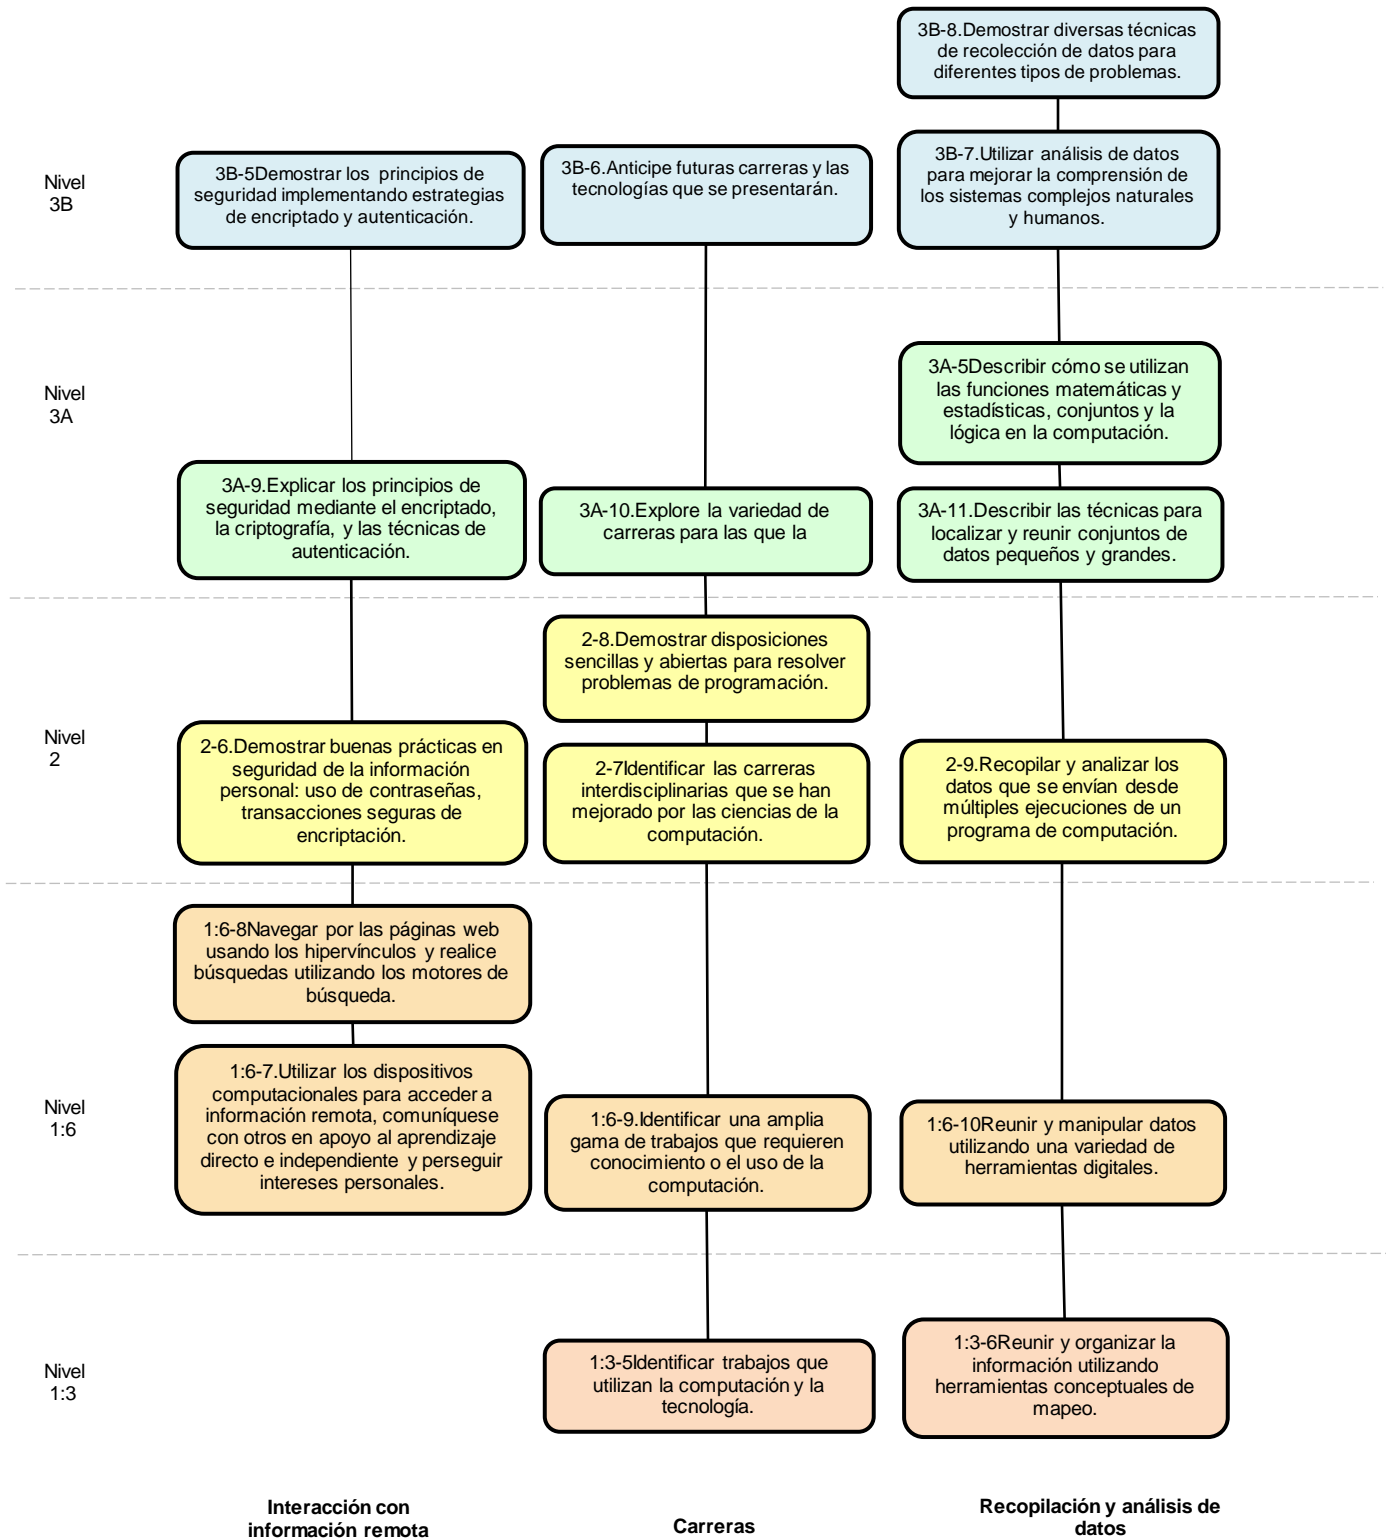 3B-8.Demostrar diversas técnicas
de recolección de datos para
diferentes tipos de problemas.
Nivel
3B
3B-5Demostrar los principios de
seguridad implementando estrategias
de encriptado y autenticación.
3B-6.Anticipe futuras carreras y las
tecnologías que se presentarán.
3B-7.Utilizar análisis de datos
para mejorar la comprensión de
los sistemas complejos naturales
y humanos.
Nivel
3A
3A-5Describir cómo se utilizan
las funciones matemáticas y
estadísticas, conjuntos y la
lógica en la computación.
3A-9.Explicar los principios de
seguridad mediante el encriptado,
la criptografía, y las técnicas de
autenticación.
3A-10.Explore la variedad de
carreras para las que la
3A-11.Describir las técnicas para
localizar y reunir conjuntos de
datos pequeños y grandes.
2-8.Demostrar disposiciones
sencillas y abiertas para resolver
problemas de programación.
Nivel
2
2-6.Demostrar buenas prácticas en
seguridad de la información
personal: uso de contraseñas,
transacciones seguras de
encriptación.
2-7Identificar las carreras
interdisciplinarias que se han
mejorado por las ciencias de la
computación.
2-9.Recopilar y analizar los
datos que se envían desde
múltiples ejecuciones de un
programa de computación.
1:6-8Navegar por las páginas web
usando los hipervínculos y realice
búsquedas utilizando los motores de
búsqueda.
Nivel
1:6
1:6-7.Utilizar los dispositivos
computacionales para acceder a
información remota, comuníquese
con otros en apoyo al aprendizaje
directo e independiente y perseguir
intereses personales.
1:6-9.Identificar una amplia
gama de trabajos que requieren
conocimiento o el uso de la
computación.
1:6-10Reunir y manipular datos
utilizando una variedad de
herramientas digitales.
Nivel
1:3
1:3-5Identificar trabajos que
utilizan la computación y la
tecnología.
1:3-6Reunir y organizar la
información utilizando
herramientas conceptuales de
mapeo.
Interacción con
información remota
Carreras
Recopilación y análisis de
datos